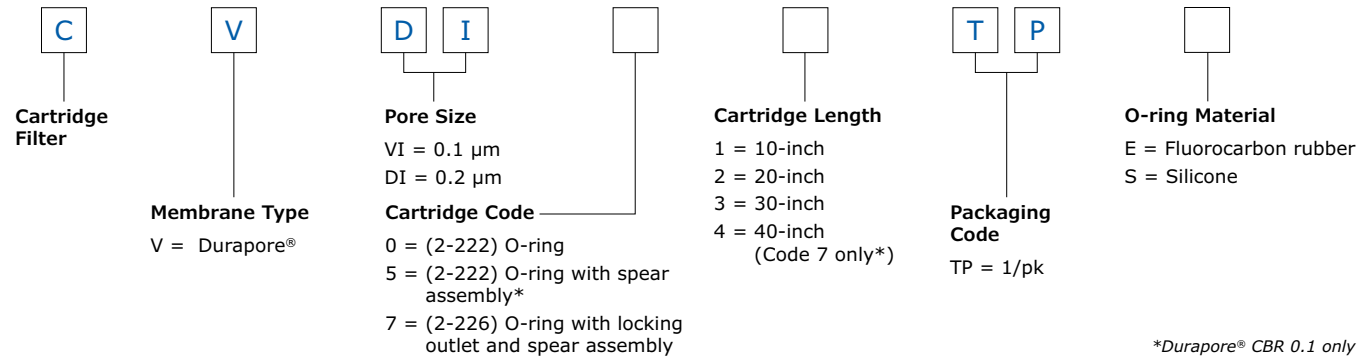 C V D I T P
Cartridge
Filter
Membrane Type
V = Durapore®
Pore Size
VI = 0.1 µm
DI = 0.2 µm
Cartridge Code
0 = (2-222) O-ring
5 = (2-222) O-ring with spear
assembly*
7 = (2-226) O-ring with locking
outlet and spear assembly
Cartridge Length
1 = 10-inch
2 = 20-inch
3 = 30-inch
4 = 40-inch
(Code 7 only*)
Packaging
Code
TP = 1/pk
O-ring Material
E = Fluorocarbon rubber
S = Silicone
*Durapore® CBR 0.1 only